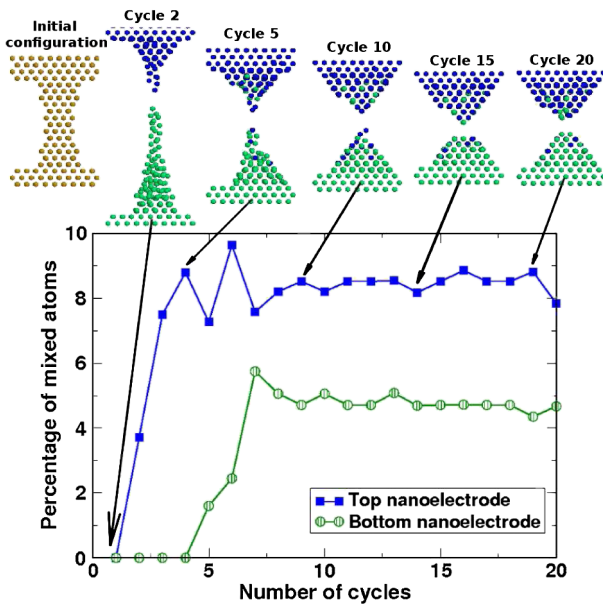 Initial
configuration
Cycle 2
Cycle 5
Cycle 10
Cycle 15
Cycle 20
Percentage of mixed atoms
10
8
6
4
2
0
Top nanoelectrode
Bottom nanoelectrode
0
5
10
15
20
Number of cycles